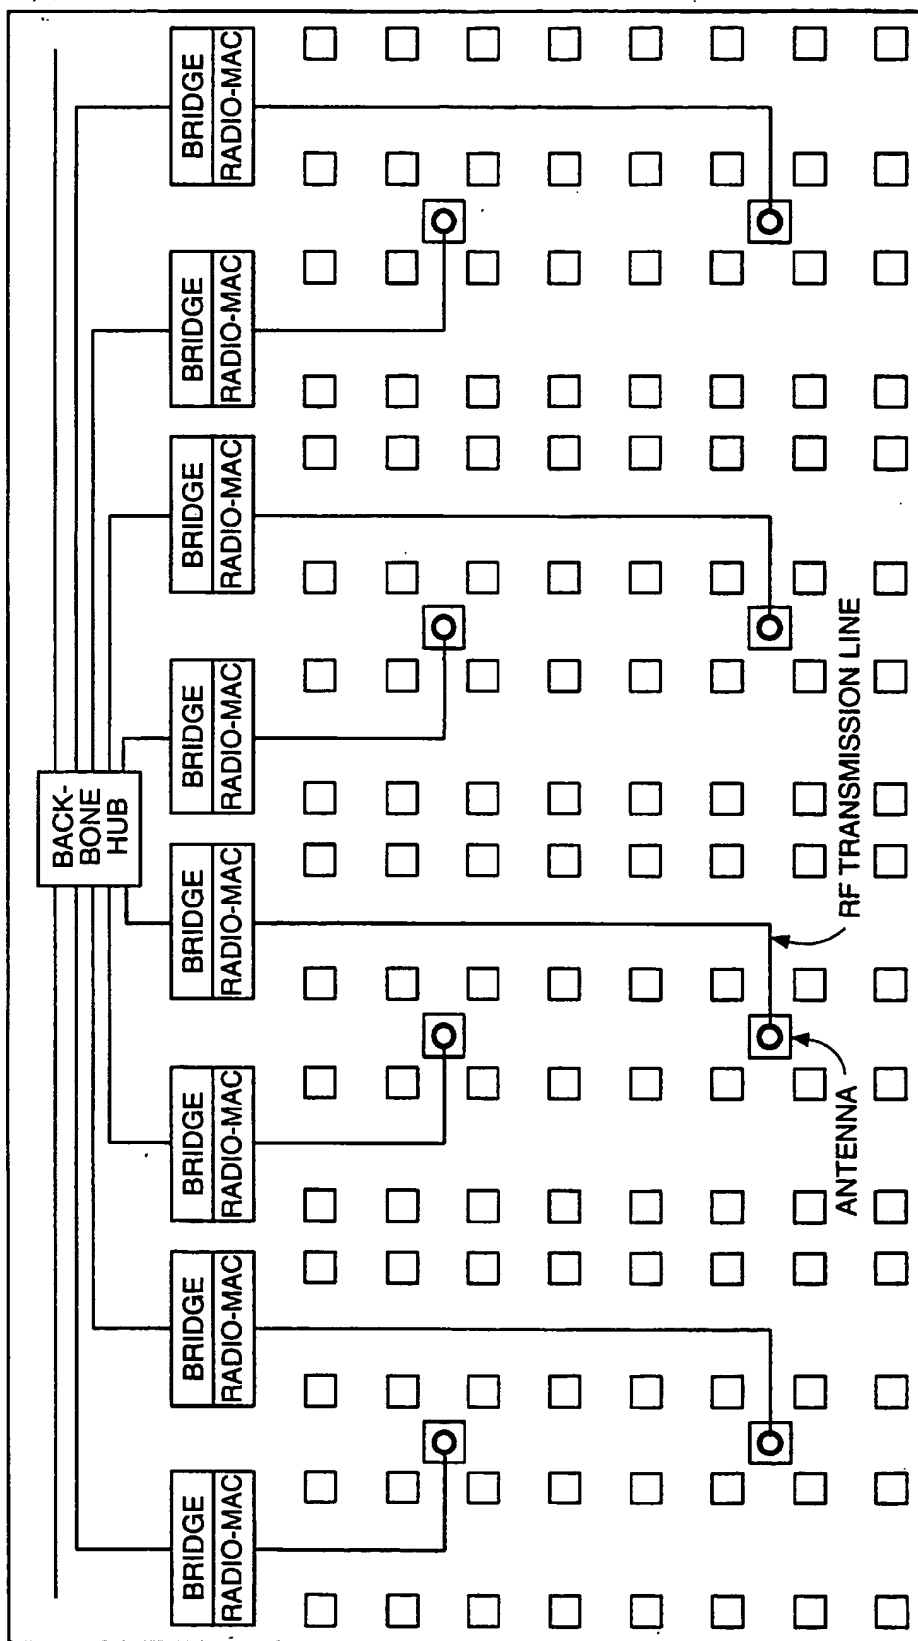 BACK-
BONE
HUB
BRIDGE
RADIO-MAC
BRIDGE
RADIO-MAC
BRIDGE
RADIO-MAC
BRIDGE
RADIO-MAC
BRIDGE
RADIO-MAC
BRIDGE
RADIO-MAC
BRIDGE
RADIO-MAC
BRIDGE
RADIO-MAC
ANTENNA
RF TRANSMISSION LINE